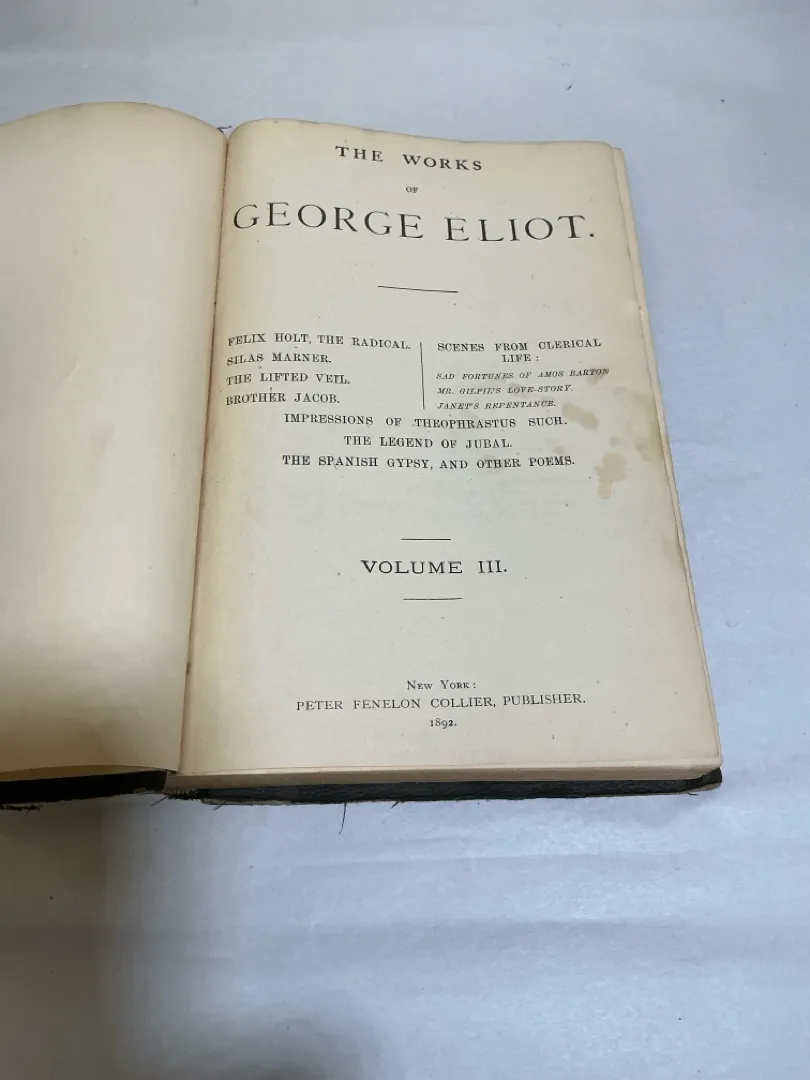 THE WORKS
OF
GEORGE ELIOT.
FELIX HOLT, THE RADICAL.
SILAS MARNER.
THE LIFTED VEIL.
BROTHER JACOB.
SCENES FROM CLERICAL
LIFE:
SAD FORTUNES OF AMOS BARTON
MR. GILFIL'S LOVE-STORY.
JANET'S REPENTANCE.
IMPRESSIONS OF THEOPHRASTUS SUCH.
THE LEGEND OF JUBAL.
THE SPANISH GYPSY, AND OTHER POEMS.
VOLUME III.
NEW YORK:
PETER FENELON COLLIER, PUBLISHER.
1892.